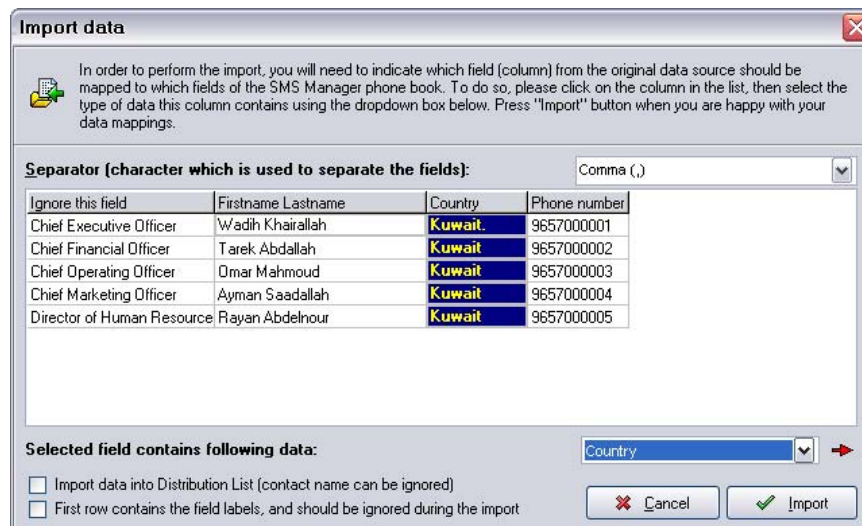 Import data
In order to perform the import, you will need to indicate which field (column) from the original data source should be
mapped to which fields of the SMS Manager phone book. To do so, please click on the column in the list, then select the
type of data this column contains using the dropdown box below. Press "Import" button when you are happy with your
data mappings.
Separator (character which is used to separate the fields): Comma (,)
Ignore this field Firstname Lastname Country Phone number
Chief Executive Officer Wadih Khairallah Kuwait. 9657000001
Chief Financial Officer Tarek Abdallah Kuwait 9657000002
Chief Operating Officer Omar Mahmoud Kuwait 9657000003
Chief Marketing Officer Ayman Saadallah Kuwait 9657000004
Director of Human Resource Rayan Abdelnour Kuwait 9657000005
Selected field contains following data: Country
Import data into Distribution List (contact name can be ignored)
First row contains the field labels, and should be ignored during the import
Cancel Import